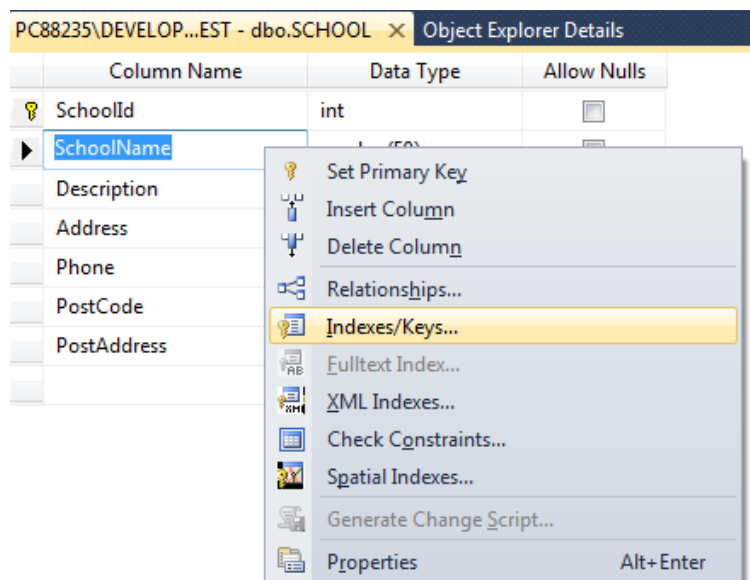 PC88235\DEVELOP...EST - dbo.SCHOOL Object Explorer Details
Column Name Data Type Allow Nulls
SchoolId int
SchoolName
Description
Address
Phone
PostCode
PostAddress
Set Primary Key
Insert Column
Delete Column
Relationships...
Indexes/Keys...
Fulltext Index...
XML Indexes...
Check Constraints...
Spatial Indexes...
Generate Change Script...
Properties Alt+Enter